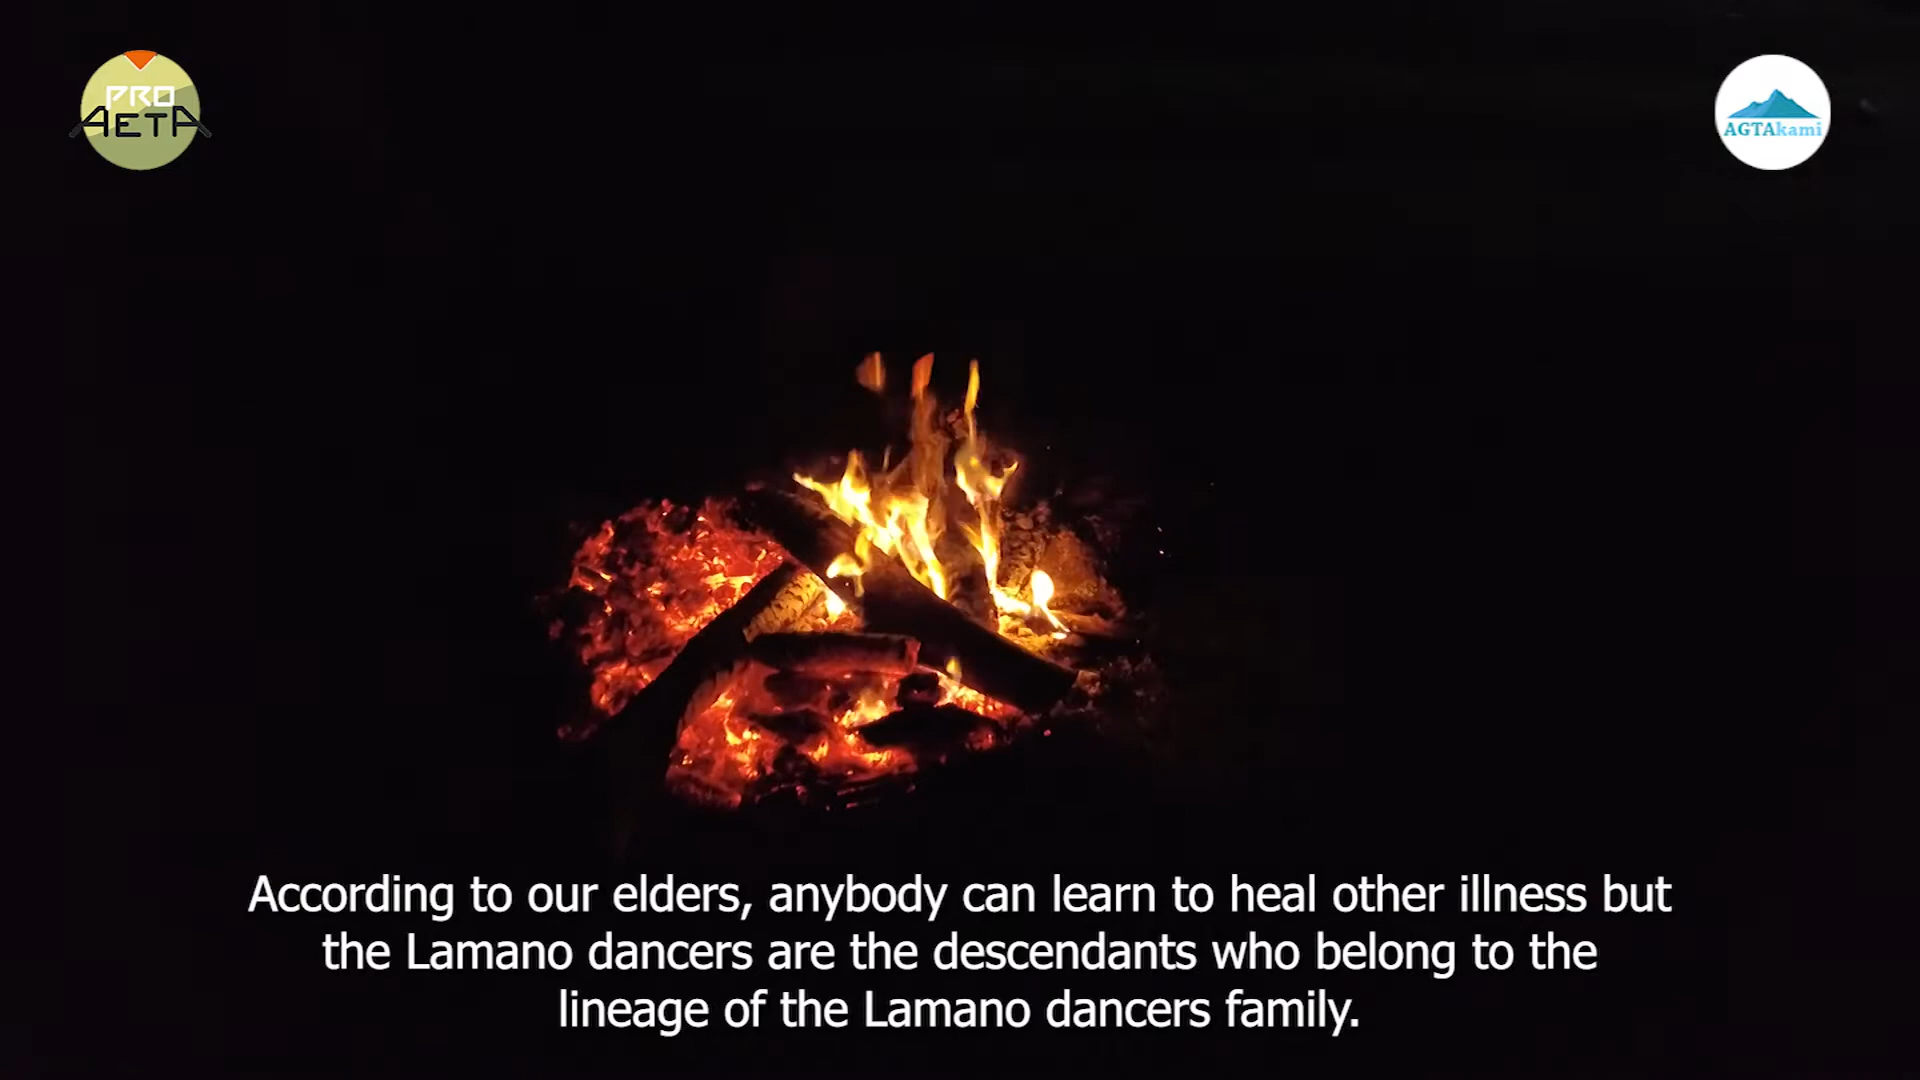 PRO
AETA
AGTAkami
According to our elders, anybody can learn to heal other illness but
the Lamano dancers are the descendants who belong to the
lineage of the Lamano dancers family.